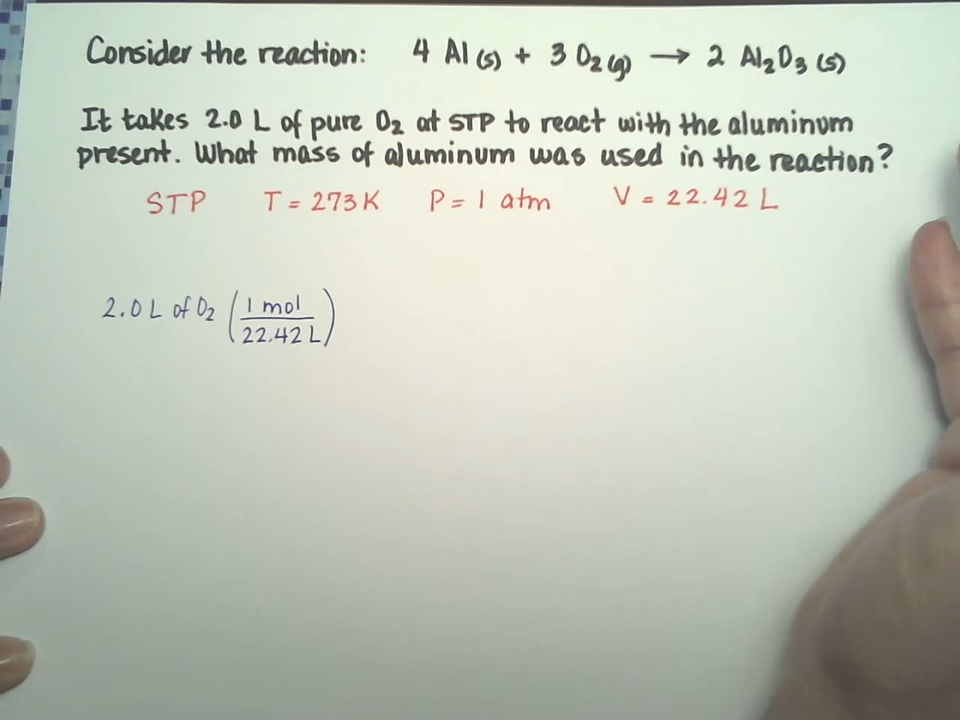 Consider the reaction: 4 Al (s) + 3 O₂ (g) → 2 Al₂O₃ (s)
It takes 2.0 L of pure O₂ at STP to react with the aluminum
present. What mass of aluminum was used in the reaction?
STP T = 273 K P = 1 atm V = 22.42 L
2.0 L of O₂ (1 mol / 22.42 L)